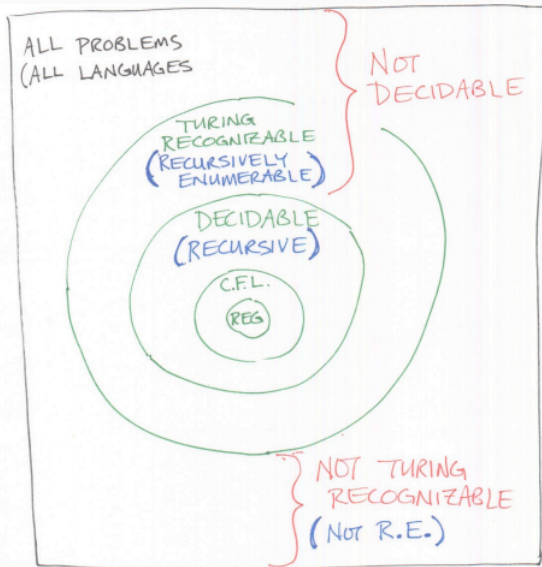 ALL PROBLEMS
(ALL LANGUAGES
NOT
DECIDABLE
TURING
RECOGNIZABLE
(RECURSIVELY
ENUMERABLE)
DECIDABLE
(RECURSIVE)
C.F.L.
REG
NOT TURING
RECOGNIZABLE
(NOT R.E.)